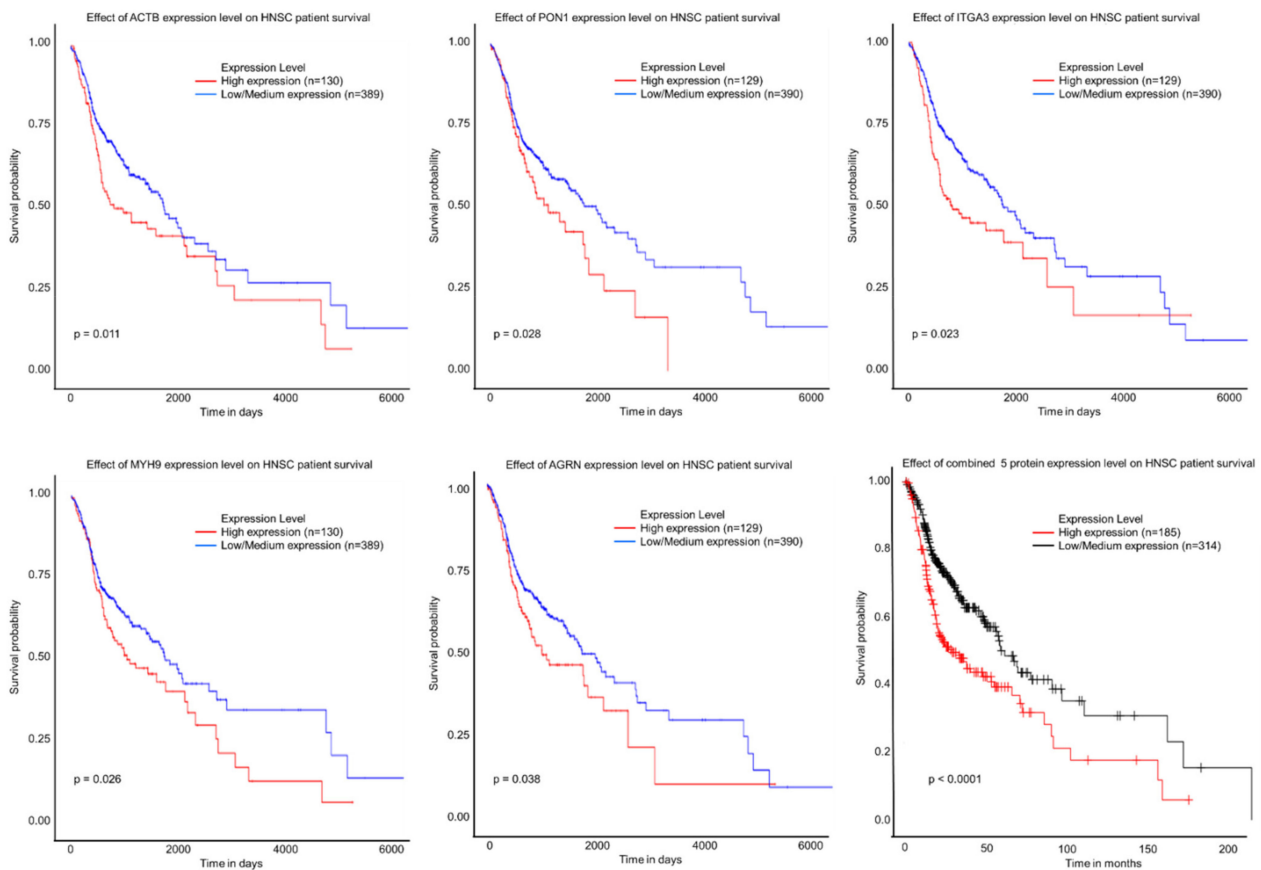 Effect of ACTB expression level on HNSC patient survival
1.00
0.75
0.50
0.25
0.00
Survival probability
Expression Level
High expression (n=130)
Low/Medium expression (n=389)
p = 0.011
0
2000
4000
6000
Time in days
Effect of PON1 expression level on HNSC patient survival
1.00
0.75
0.50
0.25
0.00
Survival probability
Expression Level
High expression (n=129)
Low/Medium expression (n=390)
p = 0.028
0
2000
4000
6000
Time in days
Effect of ITGA3 expression level on HNSC patient survival
1.00
0.75
0.50
0.25
0.00
Survival probability
Expression Level
High expression (n=129)
Low/Medium expression (n=390)
p = 0.023
0
2000
4000
6000
Time in days
Effect of MYH9 expression level on HNSC patient survival
1.00
0.75
0.50
0.25
0.00
Survival probability
Expression Level
High expression (n=130)
Low/Medium expression (n=389)
p = 0.026
0
2000
4000
6000
Time in days
Effect of AGRN expression level on HNSC patient survival
1.00
0.75
0.50
0.25
0.00
Survival probability
Expression Level
High expression (n=129)
Low/Medium expression (n=390)
p = 0.038
0
2000
4000
6000
Time in days
Effect of combined 5 protein expression level on HNSC patient survival
1.00
0.8
0.6
0.4
0.2
0.0
Survival probability
Expression Level
High expression (n=185)
Low/Medium expression (n=314)
p < 0.0001
0
50
100
150
200
Time in months